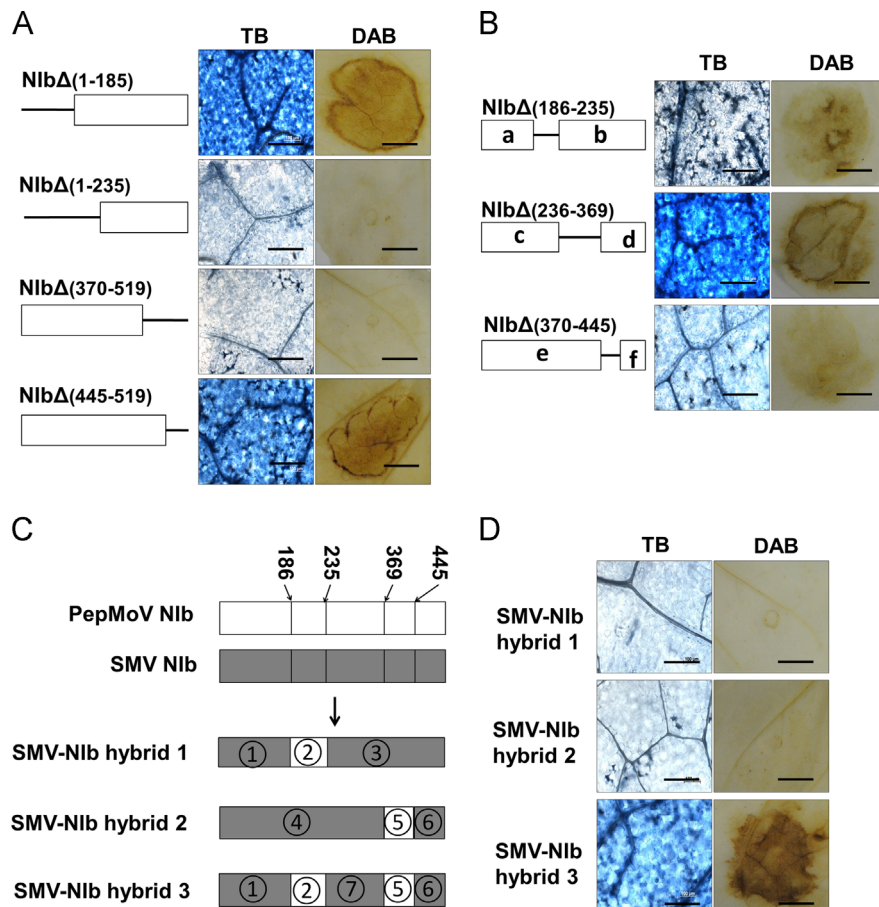 A
TB DAB
NIbΔ(1-185)
NIbΔ(1-235)
NIbΔ(370-519)
NIbΔ(445-519)
B
TB DAB
NIbΔ(186-235)
a b
NIbΔ(236-369)
c d
NIbΔ(370-445)
e f
C
186 235 369 445
PepMoV NIb
SMV NIb
SMV-NIb hybrid 1
1 2 3
SMV-NIb hybrid 2
4 5 6
SMV-NIb hybrid 3
1 2 7 5 6
D
TB DAB
SMV-NIb
hybrid 1
SMV-NIb
hybrid 2
SMV-NIb
hybrid 3